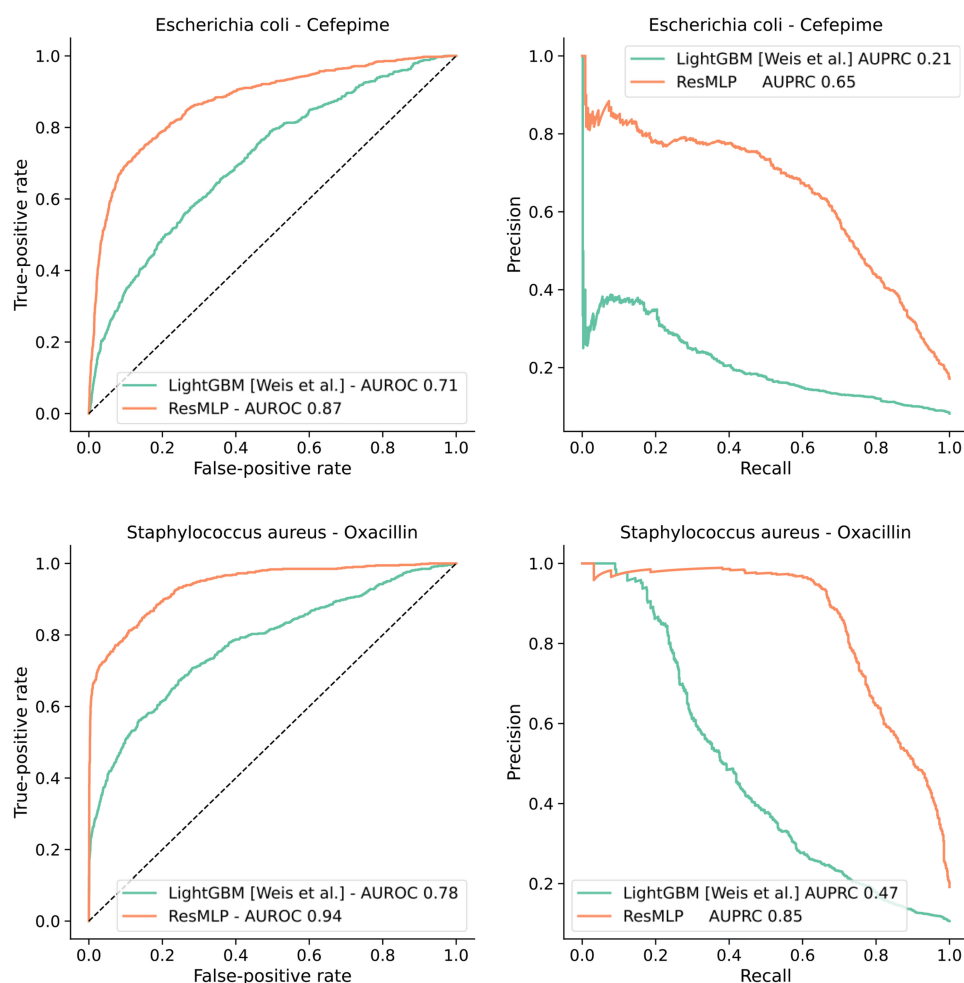 Escherichia coli - Cefepime
True-positive rate
1.0
0.8
0.6
0.4
0.2
0.0
LightGBM [Weis et al.] - AUROC 0.71
ResMLP - AUROC 0.87
0.0 0.2 0.4 0.6 0.8 1.0
False-positive rate
Escherichia coli - Cefepime
Precision
1.0
0.8
0.6
0.4
0.2
LightGBM [Weis et al.] AUPRC 0.21
ResMLP AUPRC 0.65
0.0 0.2 0.4 0.6 0.8 1.0
Recall
Staphylococcus aureus - Oxacillin
True-positive rate
1.0
0.8
0.6
0.4
0.2
0.0
LightGBM [Weis et al.] - AUROC 0.78
ResMLP - AUROC 0.94
0.0 0.2 0.4 0.6 0.8 1.0
False-positive rate
Staphylococcus aureus - Oxacillin
Precision
1.0
0.8
0.6
0.4
0.2
LightGBM [Weis et al.] AUPRC 0.47
ResMLP AUPRC 0.85
0.0 0.2 0.4 0.6 0.8 1.0
Recall